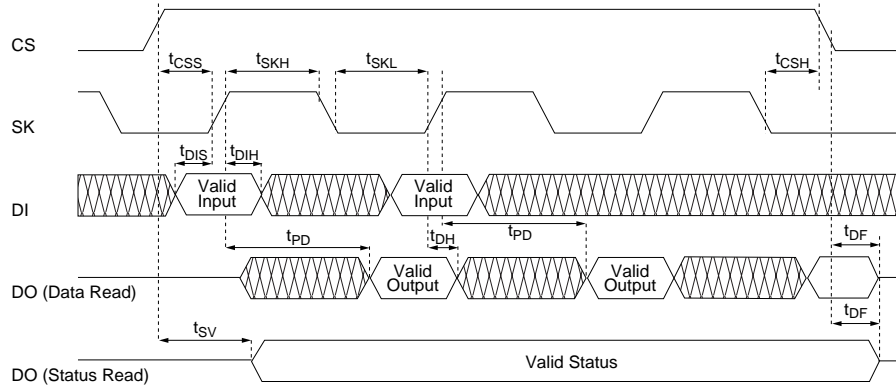 CS
tCSS
tSKH
tSKL
tCSH
SK
tDIS
tDIH
DI
Valid Input
Valid Input
tPD
tDH
tPD
tDF
DO (Data Read)
Valid Output
Valid Output
tSV
tDF
DO (Status Read)
Valid Status